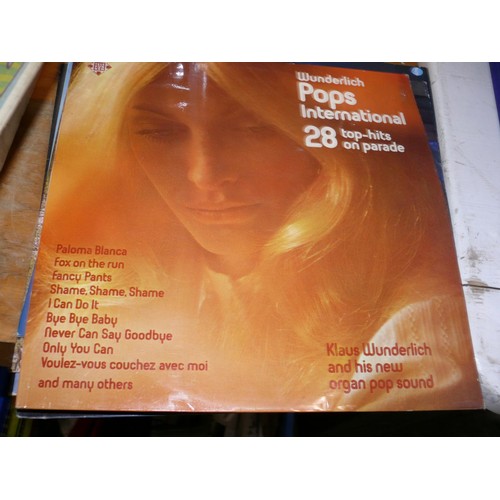 Wunderlich
Pops
International
28 top-hits
on parade
Paloma Blanca
Fox on the run
Fancy Pants
Shame, Shame, Shame
I Can Do It
Bye Bye Baby
Never Can Say Goodbye
Only You Can
Voulez-vous couchez avec moi
and many others
Klaus Wunderlich
and his new
organ pop sound